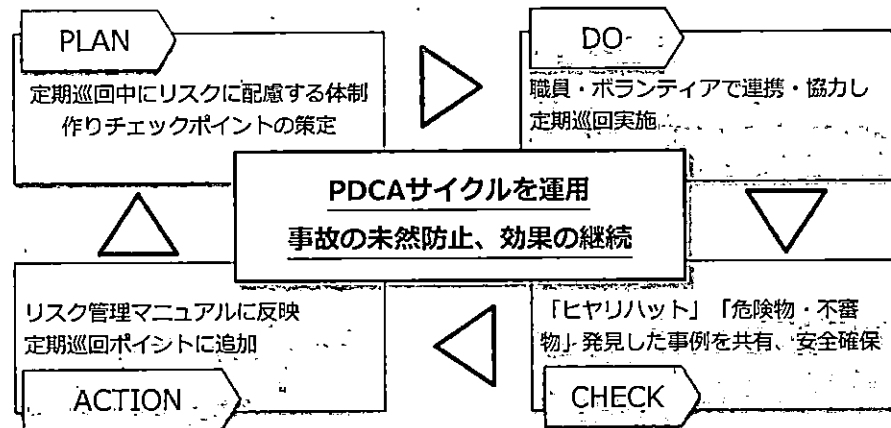 PLAN
定期巡回中にリスクに配慮する体制
作りチェックポイントの策定
DO
職員・ボランティアで連携・協力し
定期巡回実施
PDCAサイクルを運用
事故の未然防止、効果の継続
リスク管理マニュアルに反映
定期巡回ポイントに追加
ACTION
「ヒヤリハット」「危険物・不審
物」発見した事例を共有、安全確保
CHECK